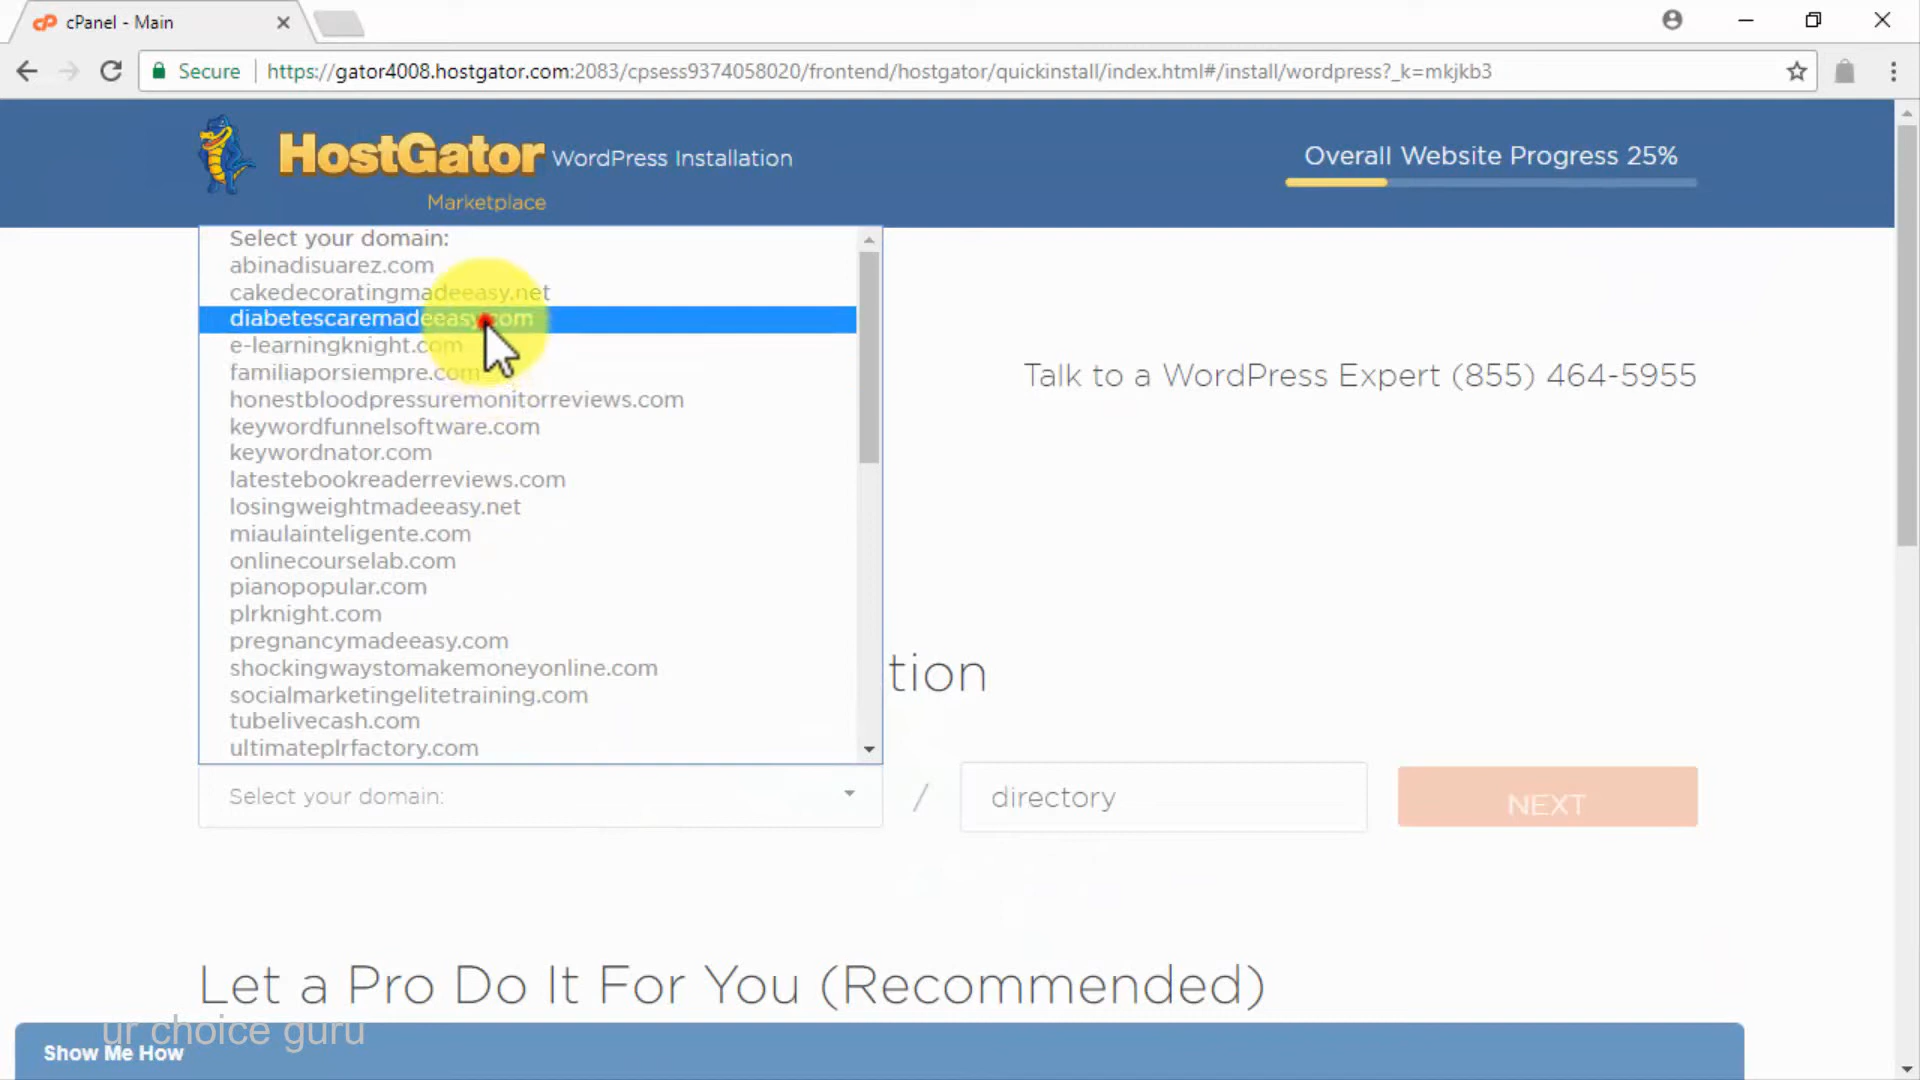 cPanel - Main
Secure
https://gator4008.hostgator.com:2083/cpsess9374058020/frontend/hostgator/quickinstall/index.html#/install/wordpress?_k=mkjkb3
HostGator WordPress Installation
Marketplace
Overall Website Progress 25%
Select your domain:
abinadisuarez.com
cakedecoratingmadeeasy.net
diabetescaremadeeasy.com
e-learningknight.com
familiaporsiempre.com
honestbloodpressuremonitorreviews.com
keywordfunnelsoftware.com
keywordnator.com
latestebookreaderreviews.com
losingweightmadeeasy.net
miaulainteligente.com
onlinecourselab.com
pianopopular.com
plrknight.com
pregnancymadeeasy.com
shockingwaystomakemoneyonline.com
socialmarketingelitetraining.com
tubelivecash.com
ultimateplrfactory.com
Talk to a WordPress Expert (855) 464-5955
tion
Select your domain:
/
directory
NEXT
Let a Pro Do It For You (Recommended)
ur choice guru
Show Me How